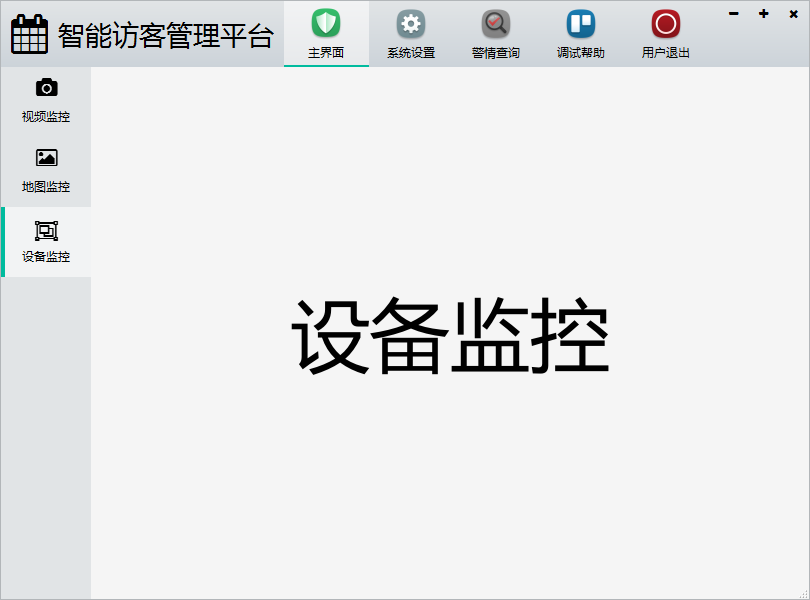 智能访客管理平台
主界面
系统设置
警情查询
调试帮助
用户退出
视频监控
地图监控
设备监控
设备监控